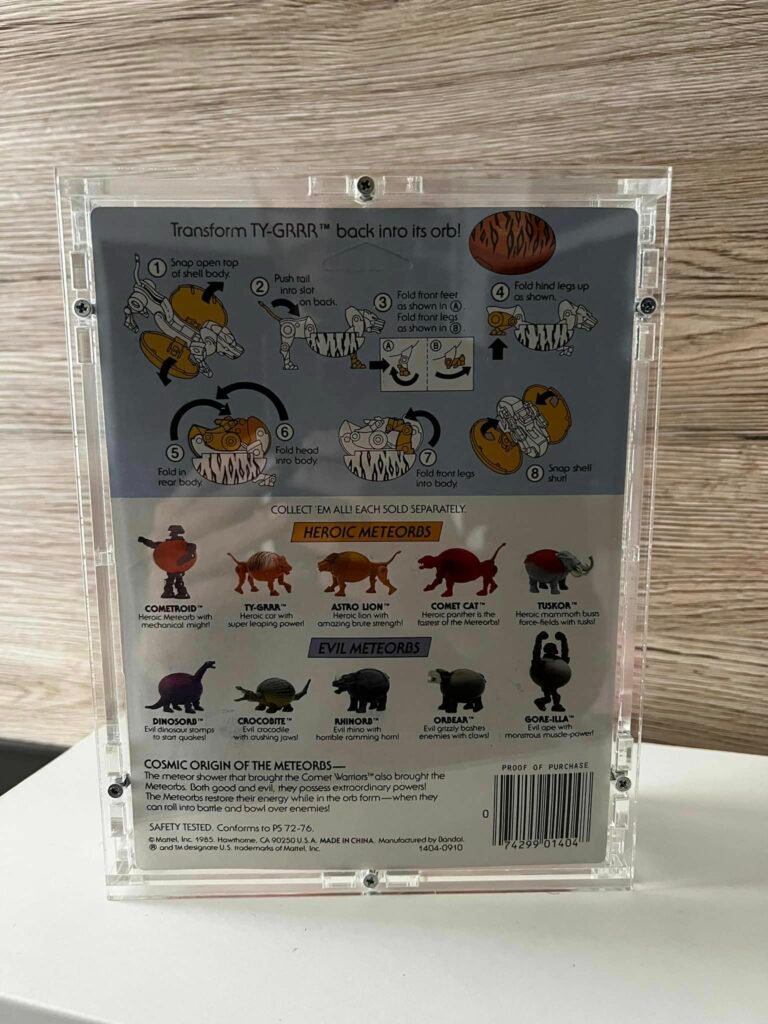 Transform TY-GRRR™ back into its orb!
1 Snap open top
of shell body.
2 Push tail
into slot
on back.
3 Fold front feet
as shown in Ⓐ.
Fold front legs
as shown in Ⓑ.
A B
4 Fold hind legs up
as shown.
5
Fold in
rear body.
6
Fold head
into body.
7
Fold front legs
into body.
8 Snap shell
shut!
COLLECT 'EM ALL! EACH SOLD SEPARATELY.
HEROIC METEORBS
COMETROID™
Heroic Meteorb with
mechanical might!
TY-GRRR™
Heroic cat with
super leaping power!
ASTRO LION™
Heroic lion with
amazing brute strength!
COMET CAT™
Heroic panther is the
fastest of the Meteorbs!
TUSKOR™
Heroic mammoth busts
force-fields with tusks!
EVIL METEORBS
DINOSORB™
Evil dinosaur stomps
to start quakes!
CROCOBITE™
Evil crocodile
with crushing jaws!
RHINORB™
Evil rhino with
horrible ramming horn!
ORBEAR™
Evil grizzly bashes
enemies with claws!
GORE-ILLA™
Evil ape with
monstrous muscle-power!
COSMIC ORIGIN OF THE METEORBS—
The meteor shower that brought the Comet Warriors™ also brought the
Meteorbs. Both good and evil, they possess extraordinary powers!
The Meteorbs restore their energy while in the orb form—when they
can roll into battle and bowl over enemies!
SAFETY TESTED. Conforms to PS 72-76.
© Mattel, Inc. 1985. Hawthorne, CA 90250 U.S.A. MADE IN CHINA. Manufactured by Bandai.
® and ™ designate U.S. trademarks of Mattel, Inc.
1404-0910
PROOF OF PURCHASE
0
74299 01404